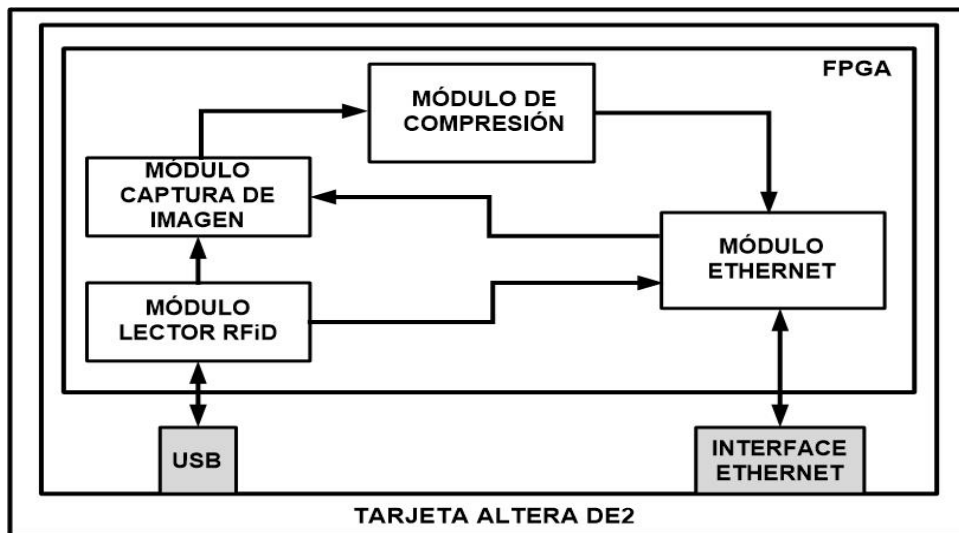 FPGA
MÓDULO DE
COMPRESIÓN
MÓDULO
CAPTURA DE
IMAGEN
MÓDULO
ETHERNET
MÓDULO
LECTOR RFiD
USB
INTERFACE
ETHERNET
TARJETA ALTERA DE2